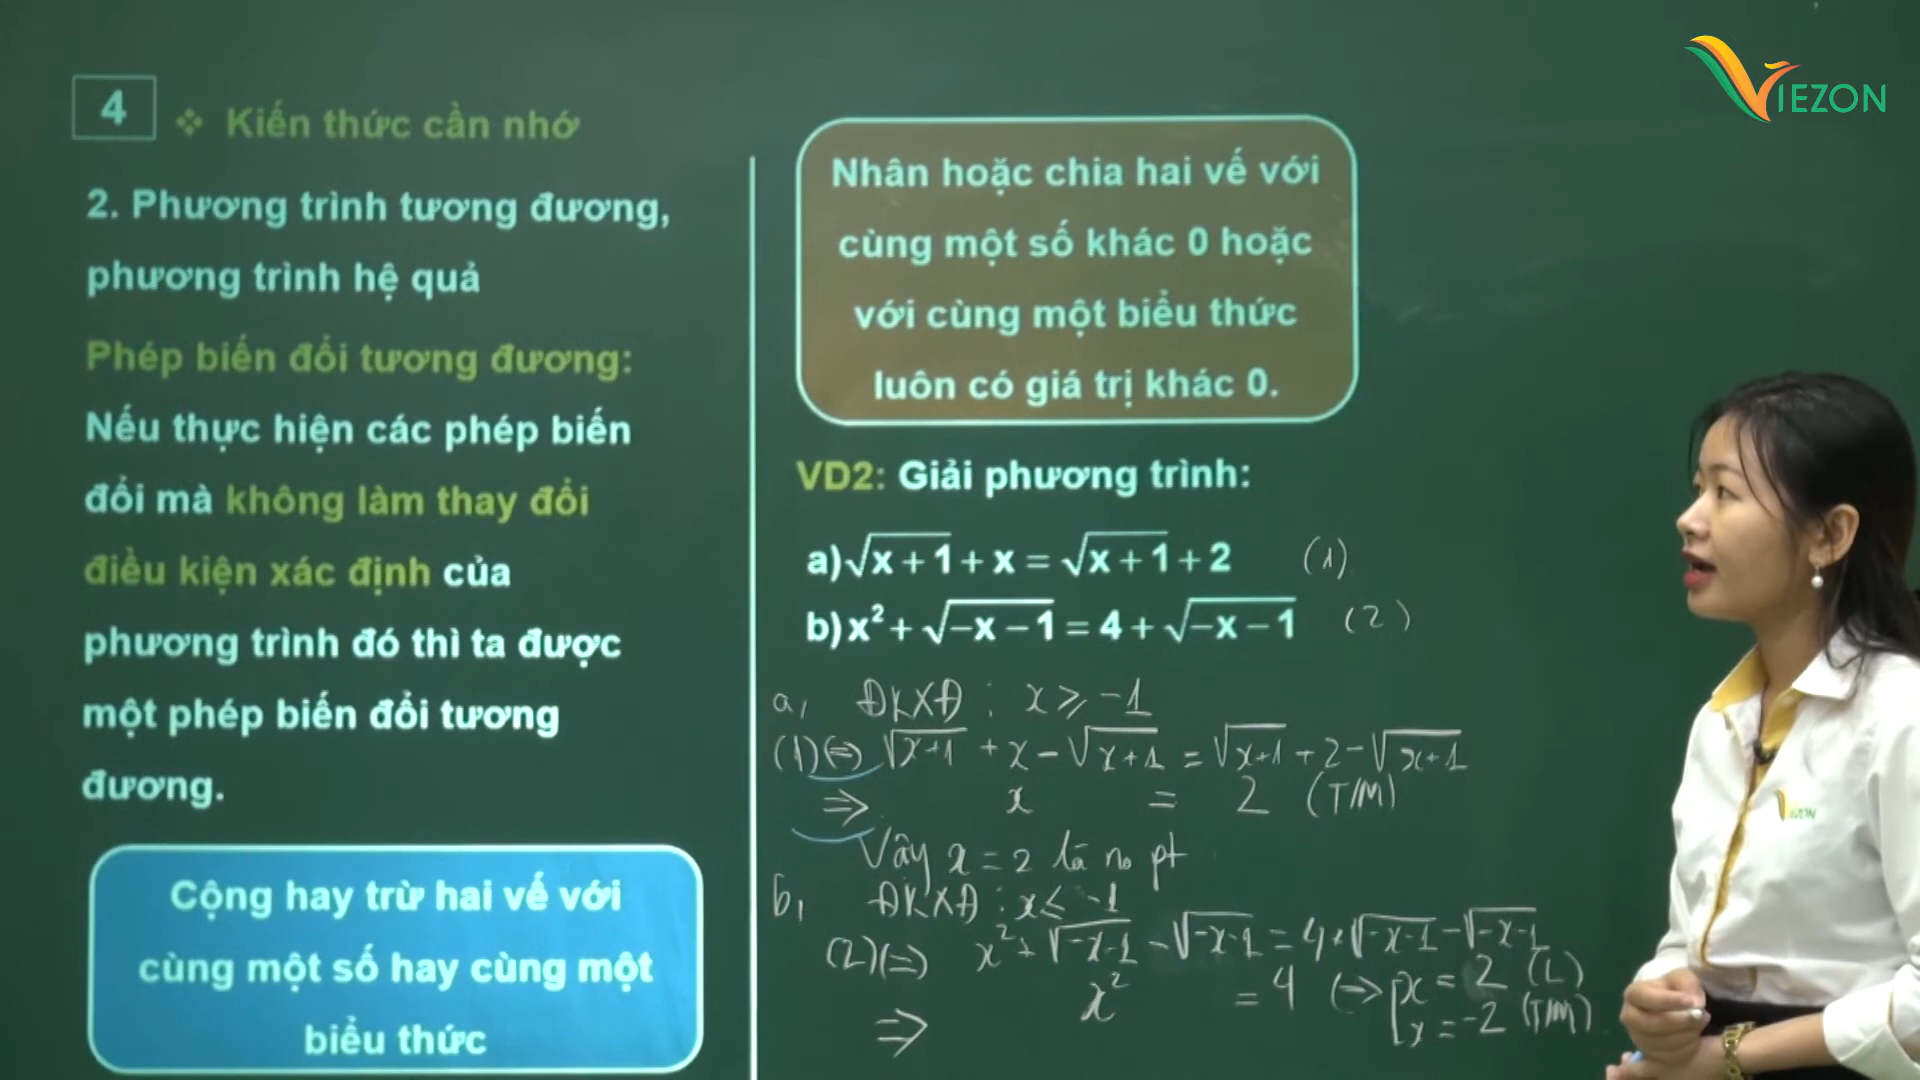 VIEZON
4
❖ Kiến thức cần nhớ
2. Phương trình tương đương,
phương trình hệ quả
Phép biến đổi tương đương:
Nếu thực hiện các phép biến
đổi mà không làm thay đổi
điều kiện xác định của
phương trình đó thì ta được
một phép biến đổi tương
đương.
Cộng hay trừ hai vế với
cùng một số hay cùng một
biểu thức
Nhân hoặc chia hai vế với
cùng một số khác 0 hoặc
với cùng một biểu thức
luôn có giá trị khác 0.
VD2: Giải phương trình:
a) √(x + 1) + x = √(x + 1) + 2 (1)
b) x² + √(−x − 1) = 4 + √(−x − 1) (2)
a, ĐKXĐ : x ⩾ -1
(1) (⇔) √(x+1) + x - √(x+1) = √(x+1) + 2 - √(x+1)
⇒ x = 2 (T/M)
Vậy x = 2 là no pt
b, ĐKXĐ : x ≤ -1
(2) (⇔) x² + √(-x-1) - √(-x-1) = 4 + √(-x-1) - √(-x-1)
⇒ x² = 4 (⇔) [x = 2 (L)
x = -2 (T/M)
VIEZON